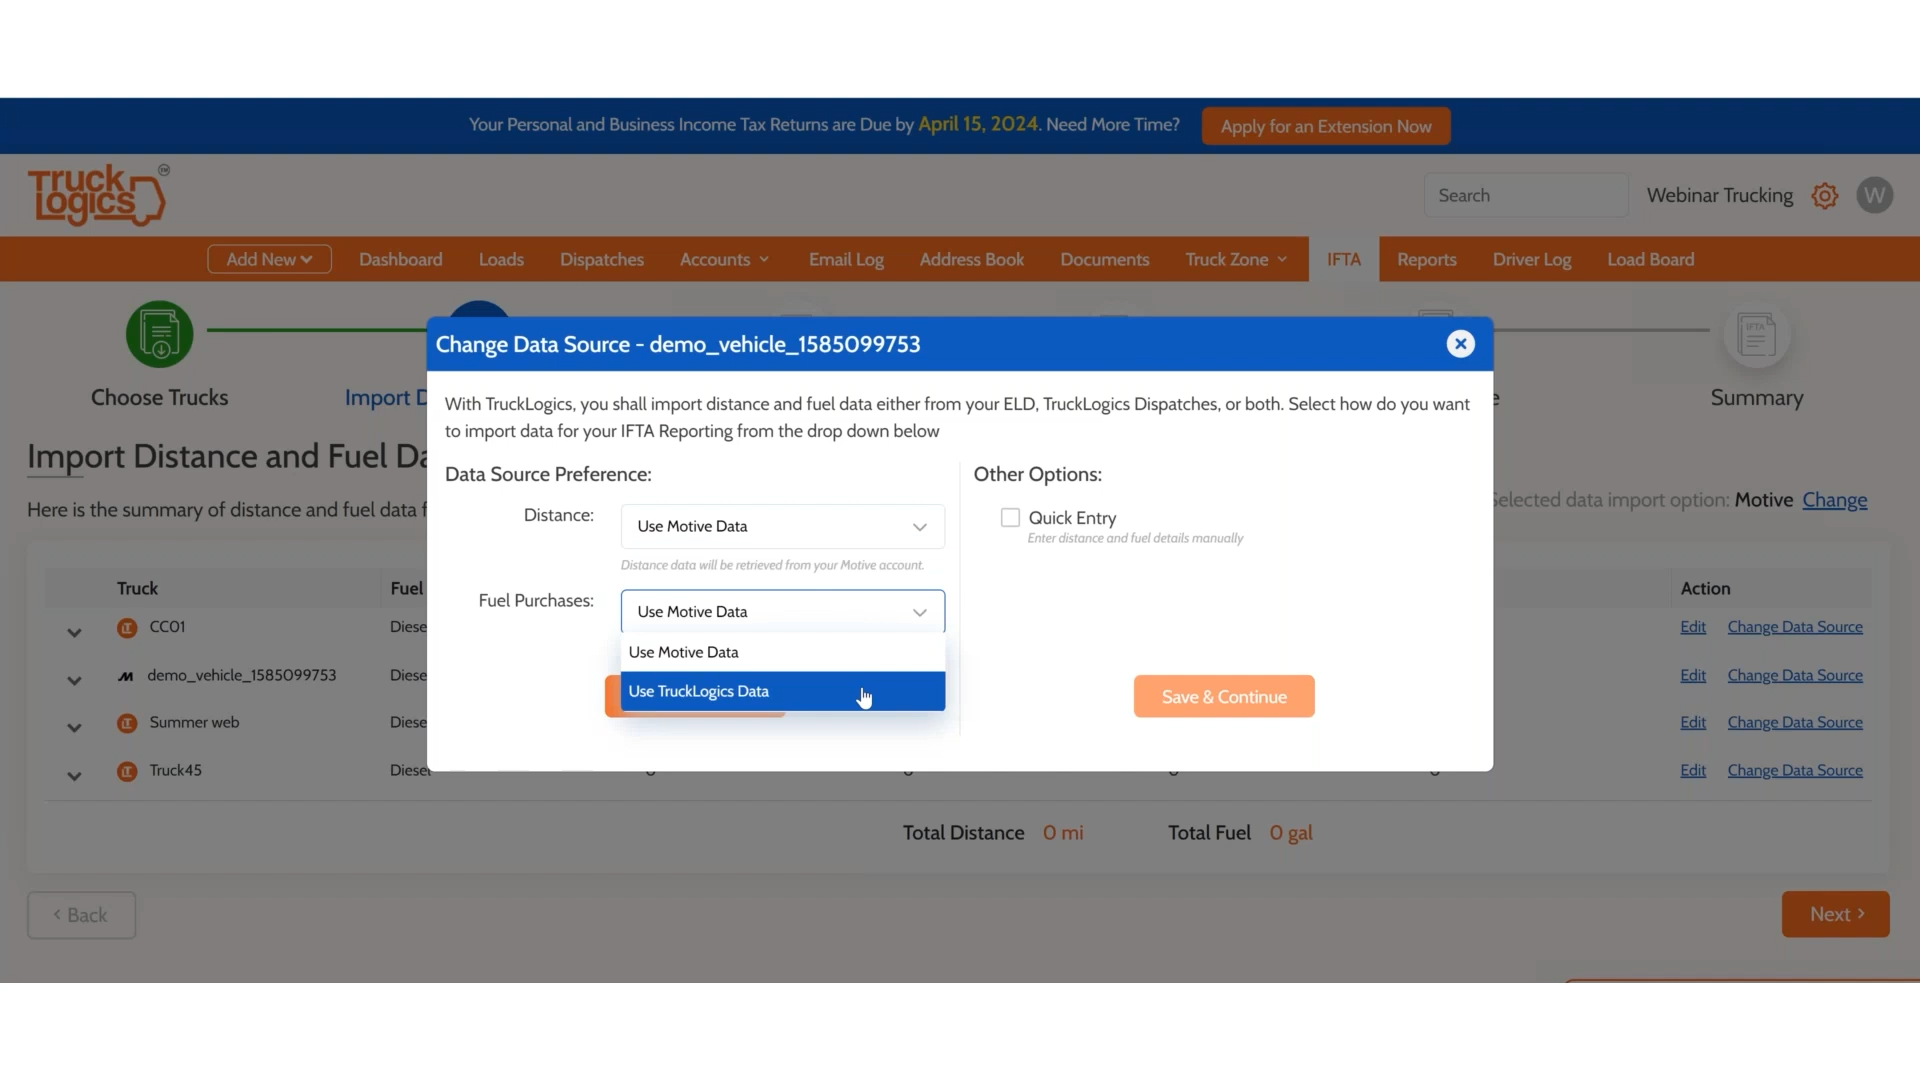 Your Personal and Business Income Tax Returns are Due by April 15, 2024. Need More Time? Apply for an Extension Now
Truck Logics
Search
Webinar Trucking
W
Add New Dashboard Loads Dispatches Accounts Email Log Address Book Documents Truck Zone IFTA Reports Driver Log Load Board
IFTA
Change Data Source - demo_vehicle_1585099753
Choose Trucks
Import D
e
Summary
With TruckLogics, you shall import distance and fuel data either from your ELD, TruckLogics Dispatches, or both. Select how do you want
to import data for your IFTA Reporting from the drop down below
Import Distance and Fuel Da
Data Source Preference:
Other Options:
Here is the summary of distance and fuel data f
Selected data import option: Motive Change
Distance: Use Motive Data
Quick Entry
Enter distance and fuel details manually
Distance data will be retrieved from your Motive account.
Fuel Purchases: Use Motive Data
Use Motive Data
Use TruckLogics Data
Save & Continue
Truck Fuel Action
CC01 Diese Edit Change Data Source
demo_vehicle_1585099753 Diese Edit Change Data Source
Summer web Diese Edit Change Data Source
Truck45 Diesel Edit Change Data Source
Total Distance 0 mi Total Fuel 0 gal
< Back
Next >